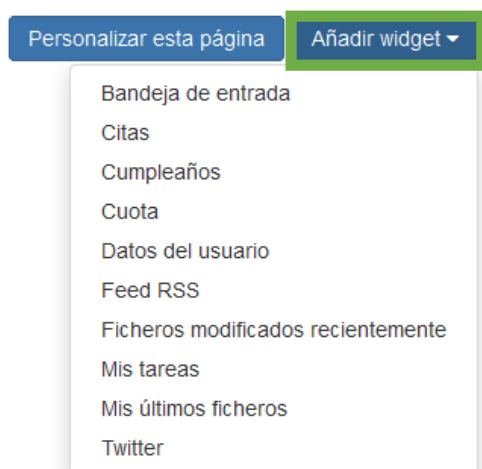 Personalizar esta página Añadir widget
Bandeja de entrada
Citas
Cumpleaños
Cuota
Datos del usuario
Feed RSS
Ficheros modificados recientemente
Mis tareas
Mis últimos ficheros
Twitter